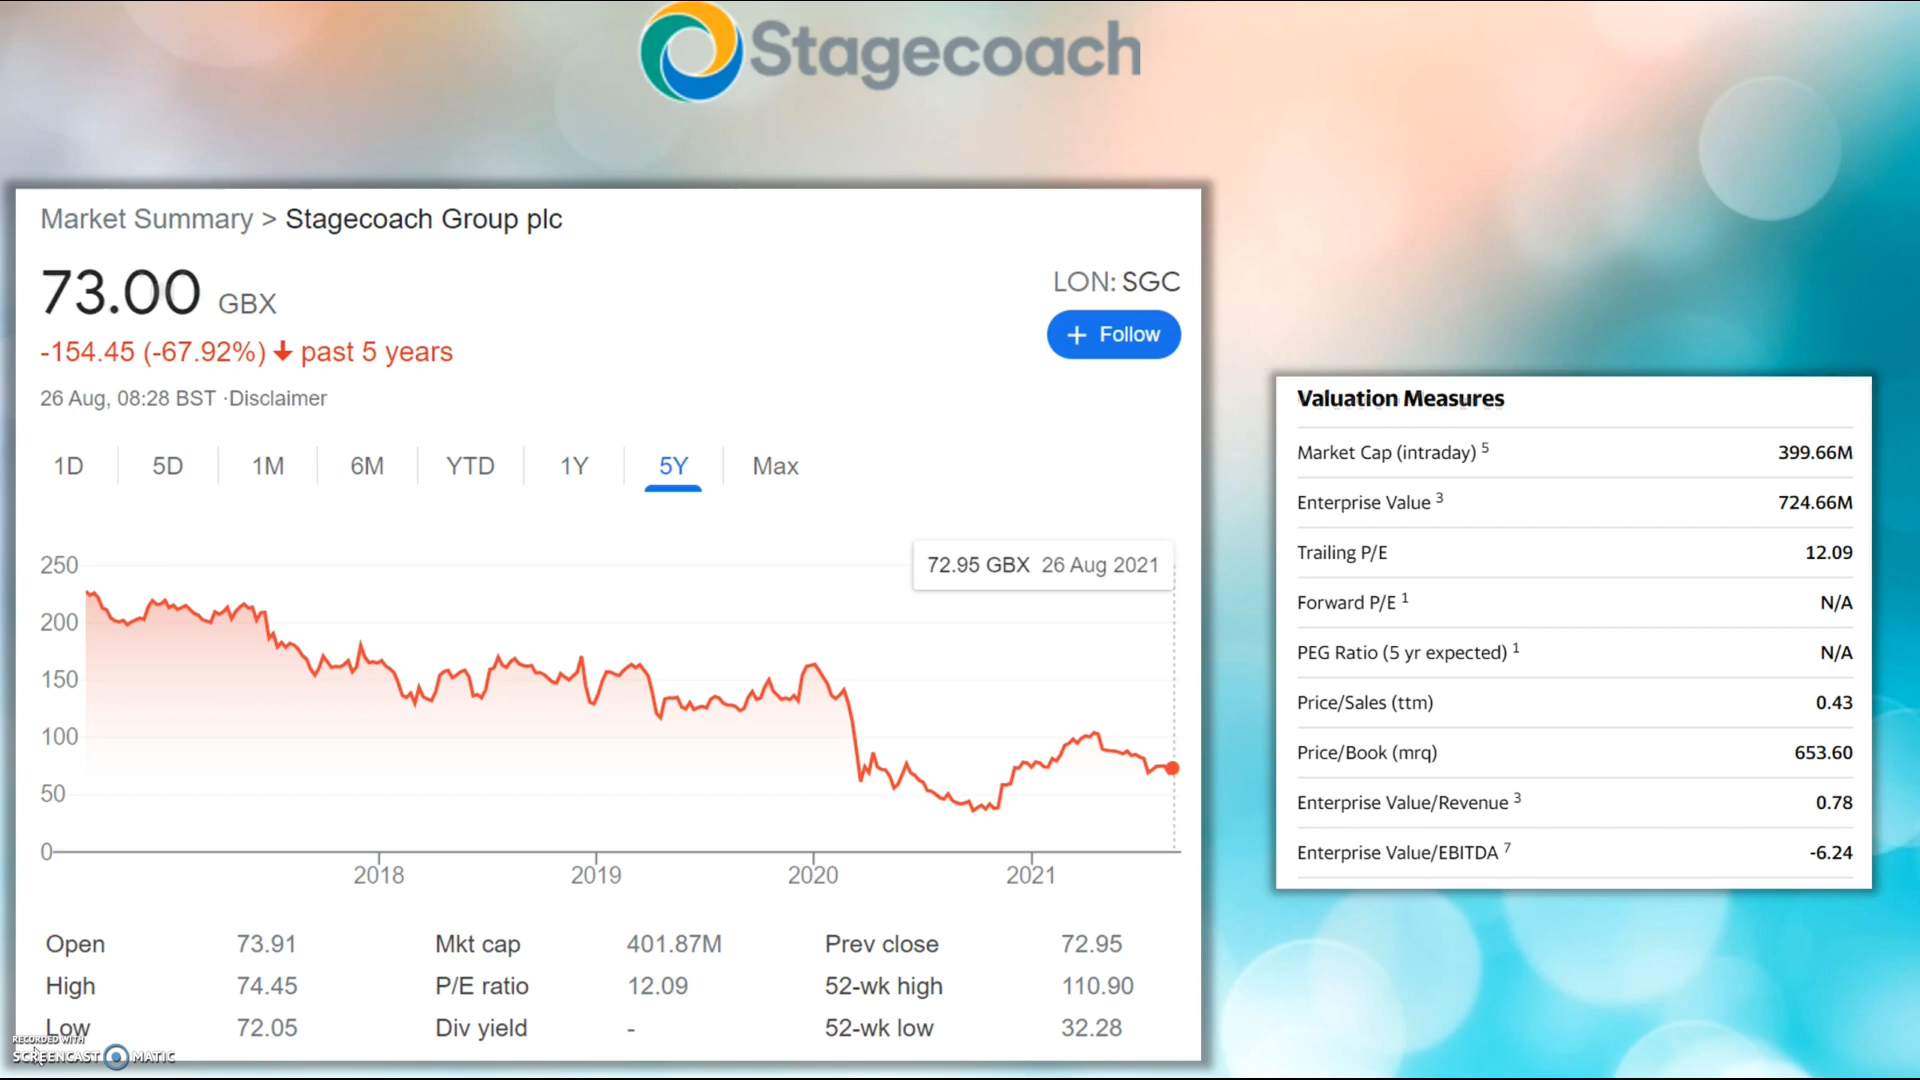 Stagecoach
Market Summary > Stagecoach Group plc
73.00 GBX
LON: SGC
+ Follow
-154.45 (-67.92%) ↓ past 5 years
26 Aug, 08:28 BST ·Disclaimer
1D 5D 1M 6M YTD 1Y 5Y Max
72.95 GBX 26 Aug 2021
250
200
150
100
50
0
2018 2019 2020 2021
Open 73.91 Mkt cap 401.87M Prev close 72.95
High 74.45 P/E ratio 12.09 52-wk high 110.90
Low 72.05 Div yield - 52-wk low 32.28
Valuation Measures
Market Cap (intraday) 5 399.66M
Enterprise Value 3 724.66M
Trailing P/E 12.09
Forward P/E 1 N/A
PEG Ratio (5 yr expected) 1 N/A
Price/Sales (ttm) 0.43
Price/Book (mrq) 653.60
Enterprise Value/Revenue 3 0.78
Enterprise Value/EBITDA 7 -6.24
RECORDED WITH
SCREENCAST MATIC